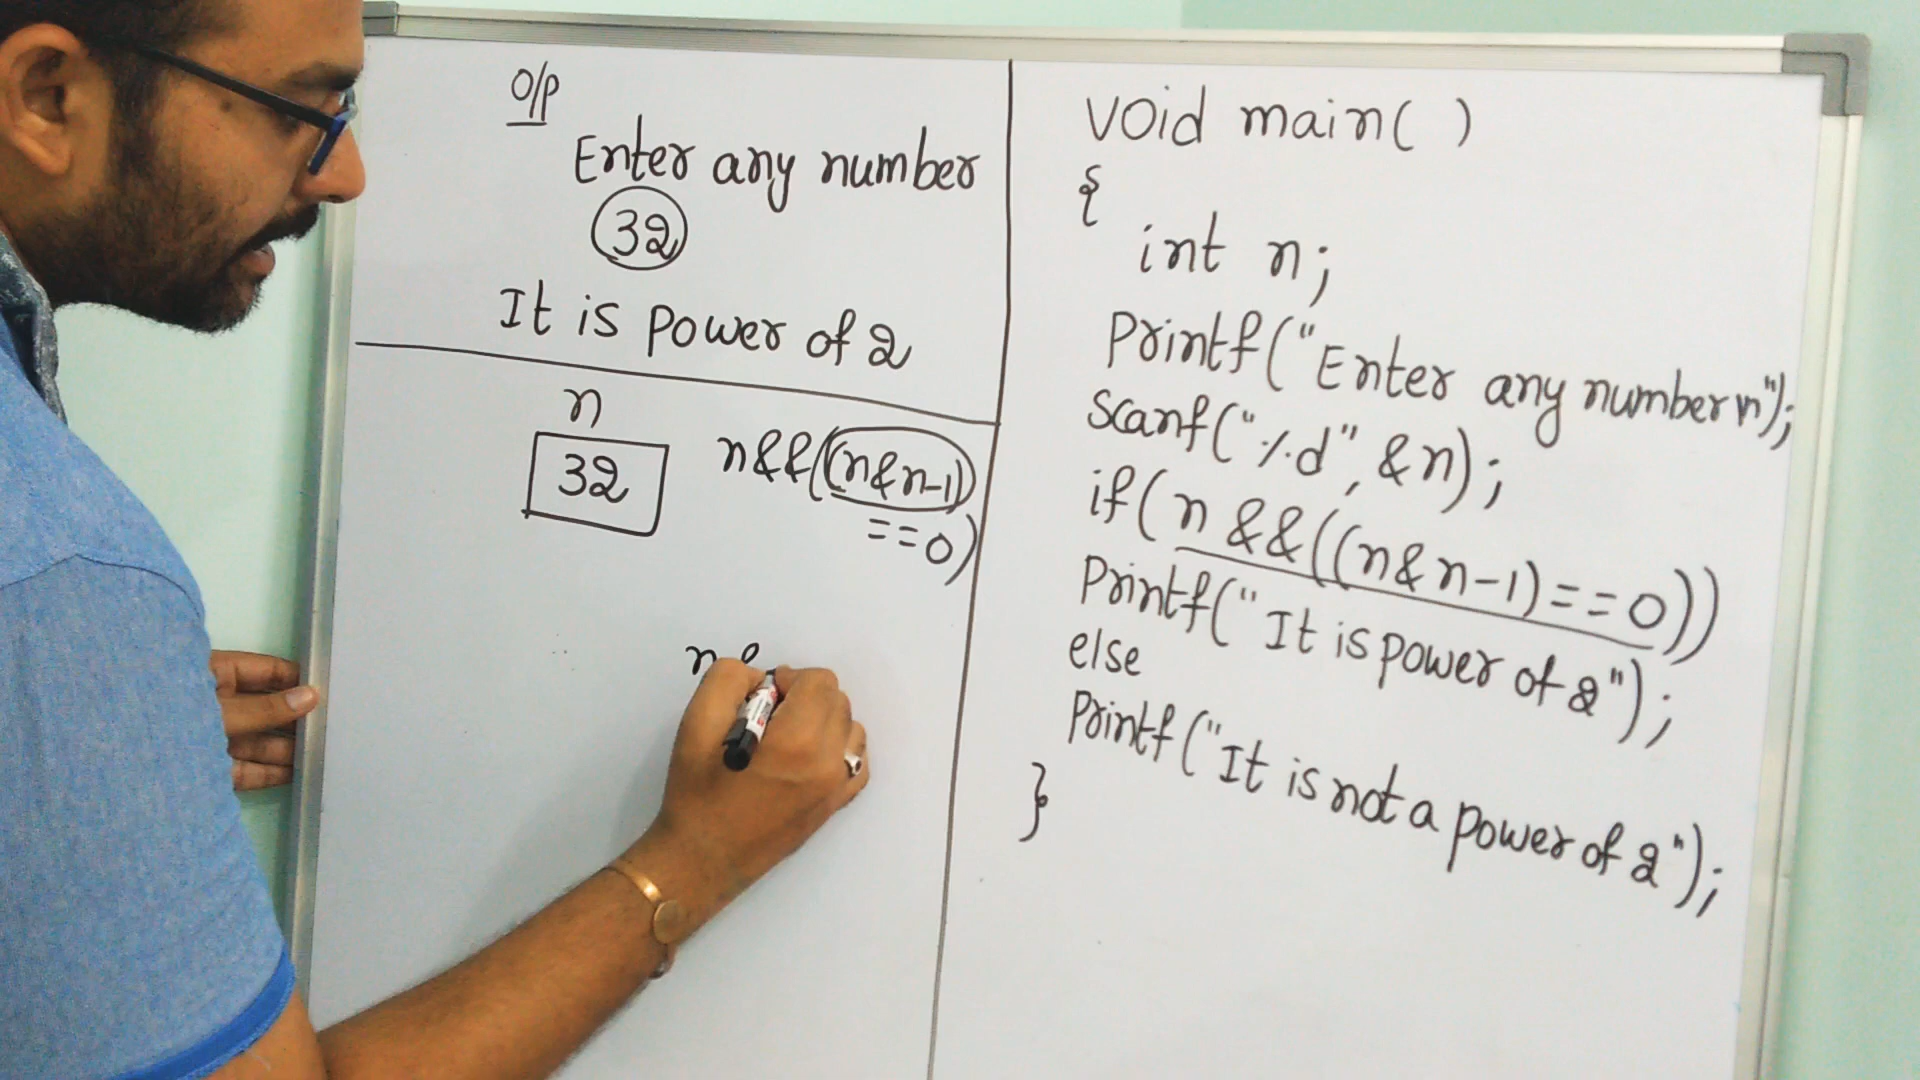 O/P
Enter any number
32
It is power of 2
n
32
n&&((n&n-1)
==0)
n &
void main( )
{
int n;
Printf("Enter any number\n");
scanf("%d", &n);
if(n &&((n&n-1)==0))
Printf("It is power of 2");
else
Printf("It is not a power of 2");
}